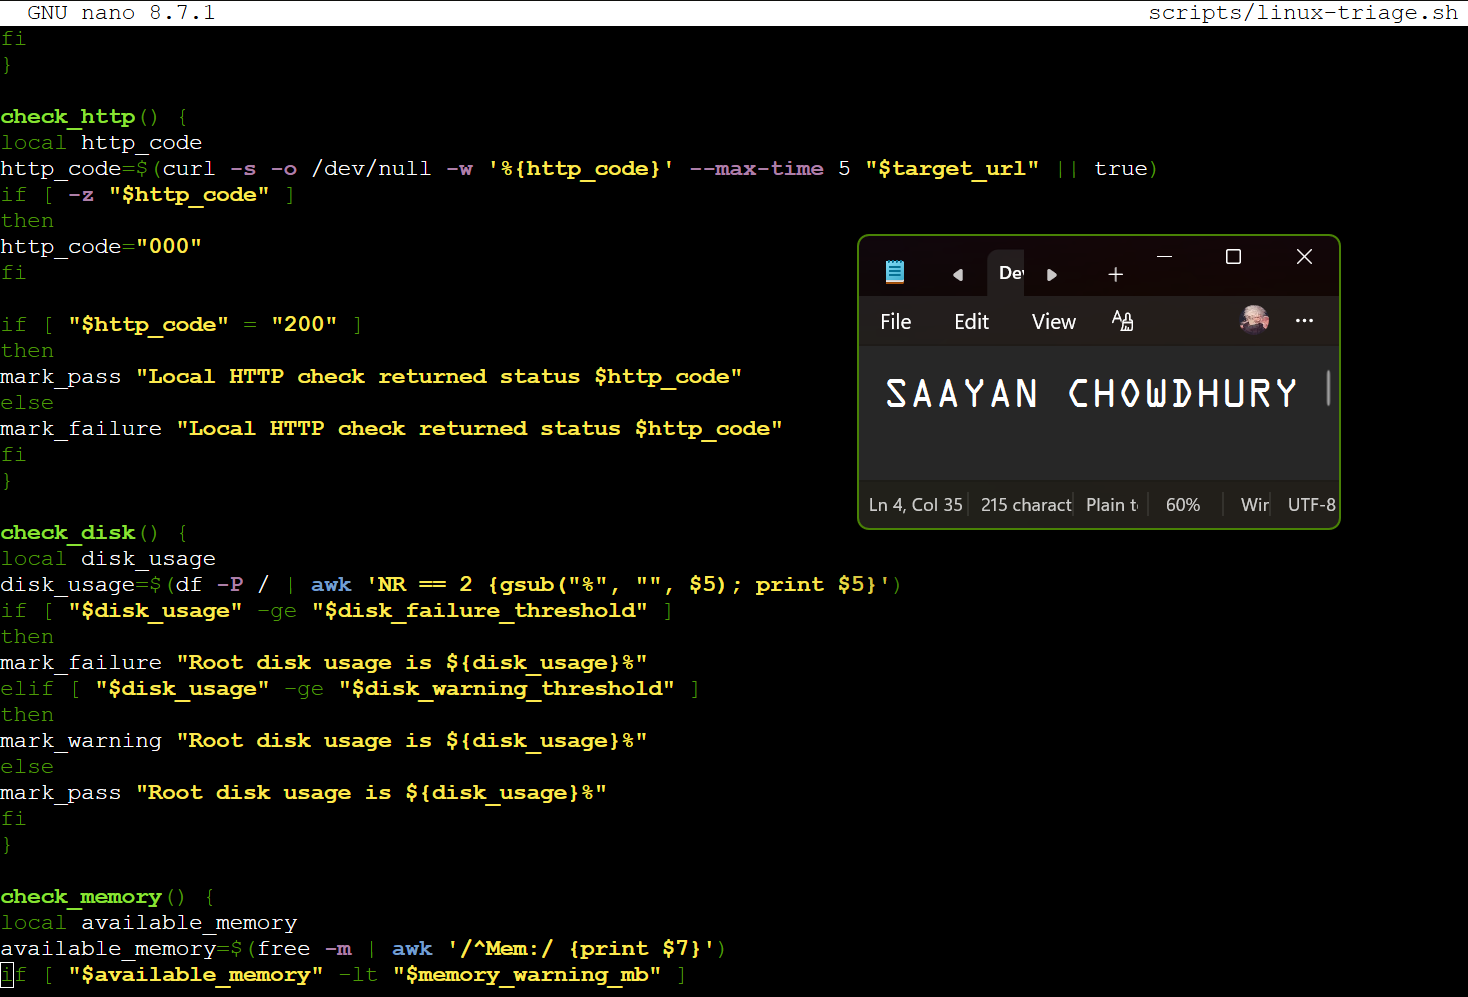 GNU nano 8.7.1 scripts/linux-triage.sh
fi
}
check_http() {
local http_code
http_code=$(curl -s -o /dev/null -w '%{http_code}' --max-time 5 "$target_url" || true)
if [ -z "$http_code" ]
then
http_code="000"
fi
if [ "$http_code" = "200" ]
then
mark_pass "Local HTTP check returned status $http_code"
else
mark_failure "Local HTTP check returned status $http_code"
fi
}
check_disk() {
local disk_usage
disk_usage=$(df -P / | awk 'NR == 2 {gsub("%", "", $5); print $5}')
if [ "$disk_usage" -ge "$disk_failure_threshold" ]
then
mark_failure "Root disk usage is ${disk_usage}%"
elif [ "$disk_usage" -ge "$disk_warning_threshold" ]
then
mark_warning "Root disk usage is ${disk_usage}%"
else
mark_pass "Root disk usage is ${disk_usage}%"
fi
}
check_memory() {
local available_memory
available_memory=$(free -m | awk '/^Mem:/ {print $7}')
if [ "$available_memory" -lt "$memory_warning_mb" ]
De
File Edit View
SAAYAN CHOWDHURY
Ln 4, Col 35 215 charact Plain t 60% Wir UTF-8